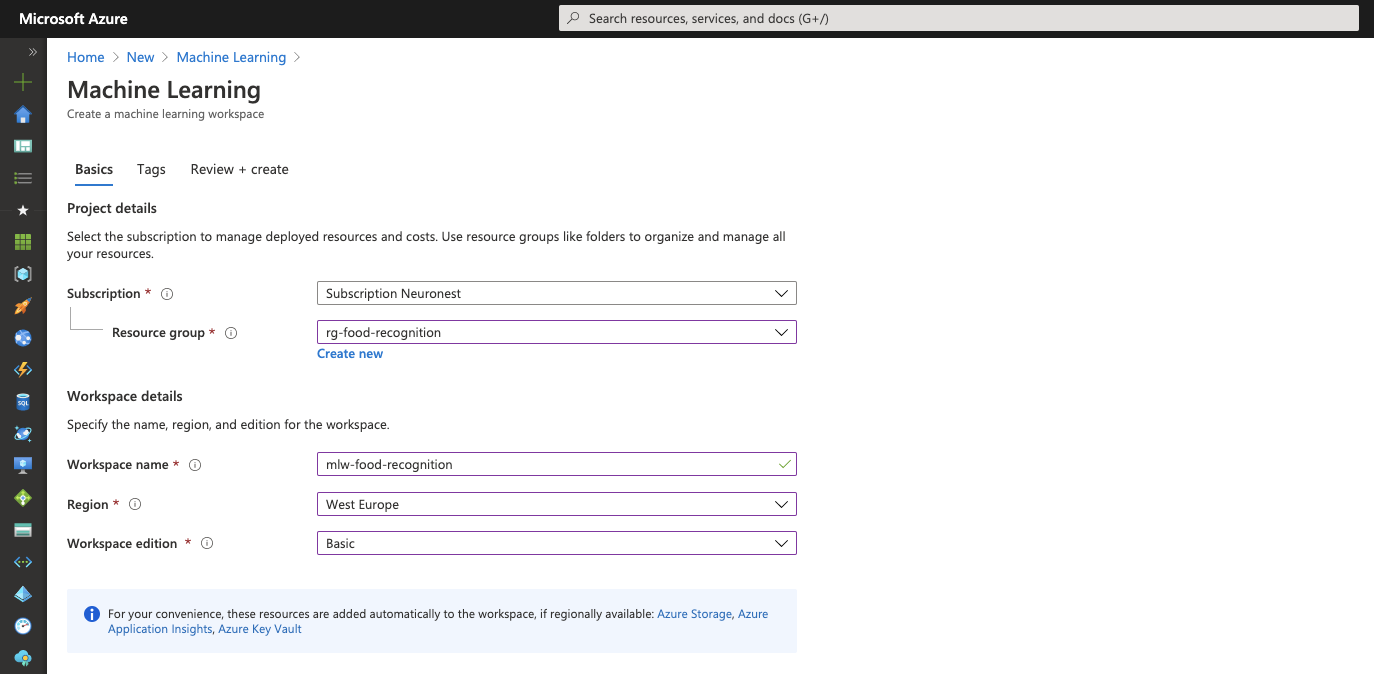 Microsoft Azure
Search resources, services, and docs (G+/)
Home > New > Machine Learning >
Machine Learning
Create a machine learning workspace
Basics Tags Review + create
Project details
Select the subscription to manage deployed resources and costs. Use resource groups like folders to organize and manage all
your resources.
Subscription * Subscription Neuronest
Resource group * rg-food-recognition
Create new
Workspace details
Specify the name, region, and edition for the workspace.
Workspace name * mlw-food-recognition
Region * West Europe
Workspace edition * Basic
For your convenience, these resources are added automatically to the workspace, if regionally available: Azure Storage, Azure
Application Insights, Azure Key Vault
SQL